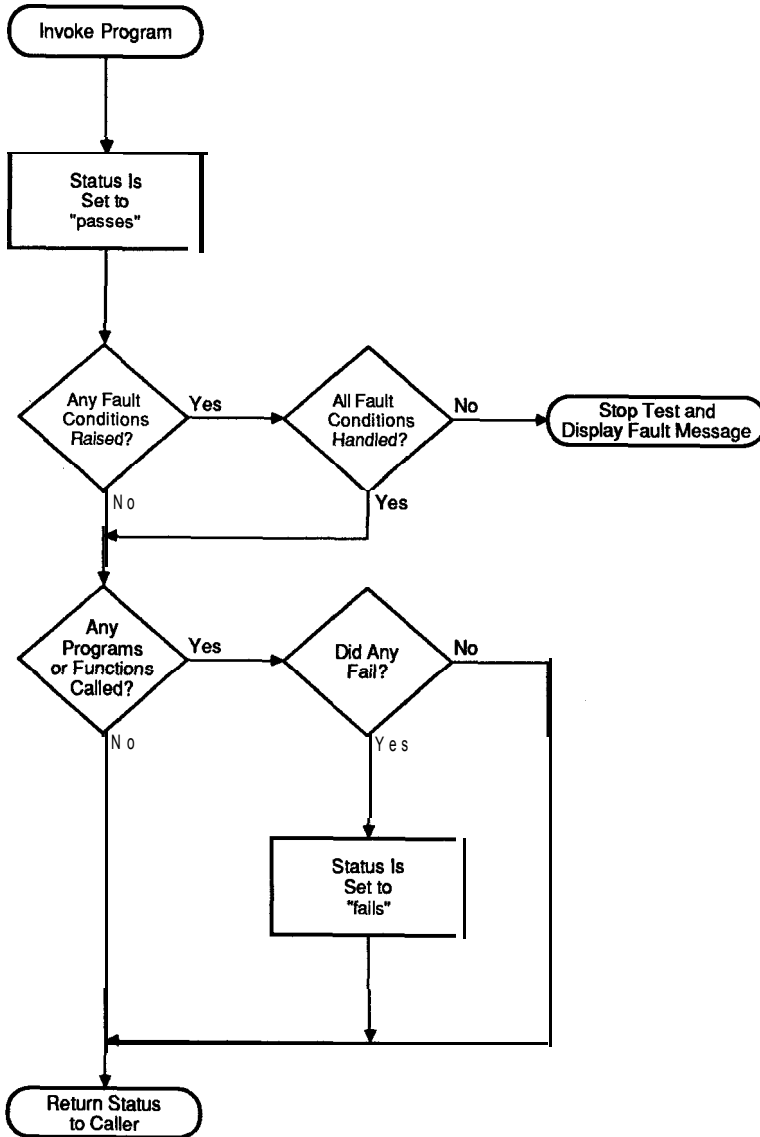 Invoke Program
Status Is
Set to
"passes"
Any Fault
Conditions
Raised?
Yes
All Fault
Conditions
Handled?
No
Stop Test and
Display Fault Message
No
Yes
Any
Programs
or Functions
Called?
Yes
Did Any
Fail?
No
No
Yes
Status Is
Set to
"fails"
Return Status
to Caller